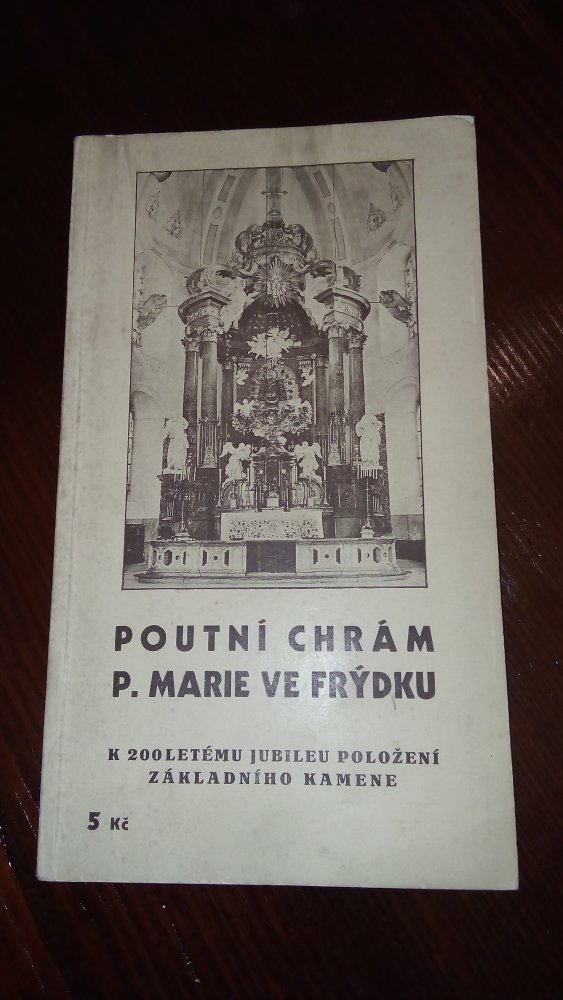 POUTNÍ CHRÁM
P. MARIE VE FRÝDKU
K 200LETÉMU JUBILEU POLOŽENÍ
ZÁKLADNÍHO KAMENE
5 Kč